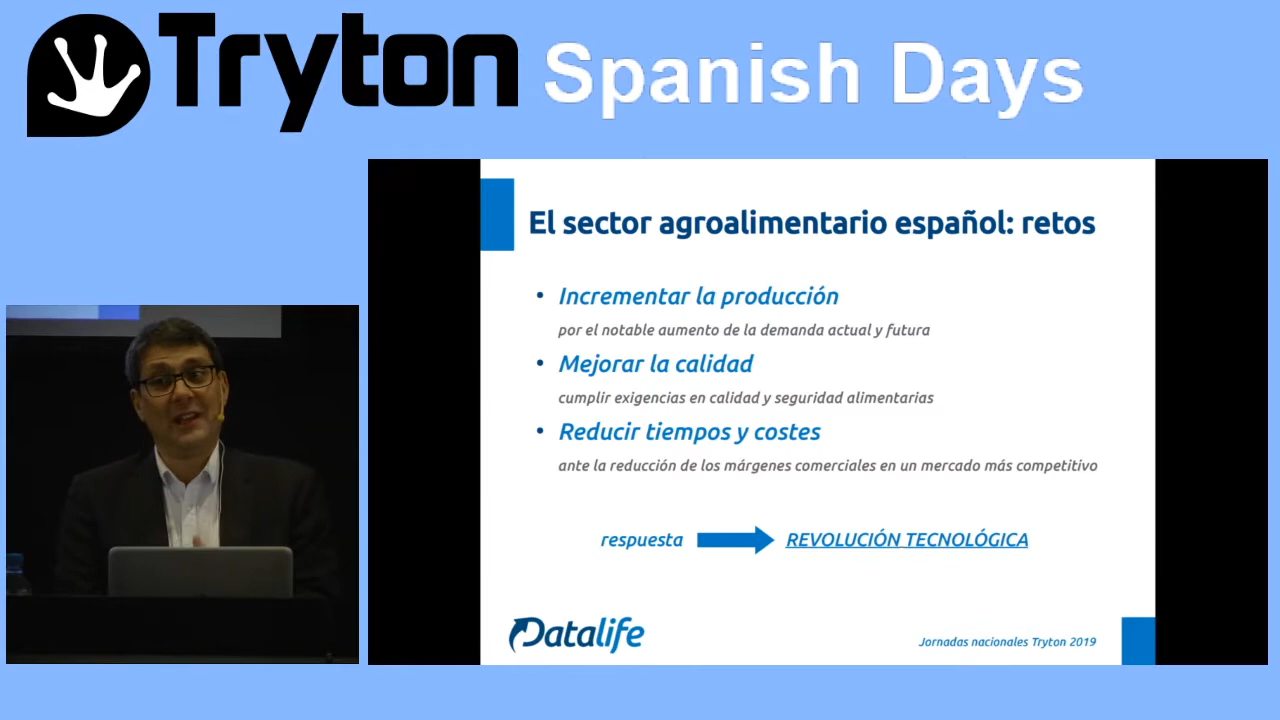 Tryton Spanish Days
El sector agroalimentario español: retos
• Incrementar la producción
por el notable aumento de la demanda actual y futura
• Mejorar la calidad
cumplir exigencias en calidad y seguridad alimentarias
• Reducir tiempos y costes
ante la reducción de los márgenes comerciales en un mercado más competitivo
respuesta REVOLUCIÓN TECNOLÓGICA
Datalife
Jornadas nacionales Tryton 2019